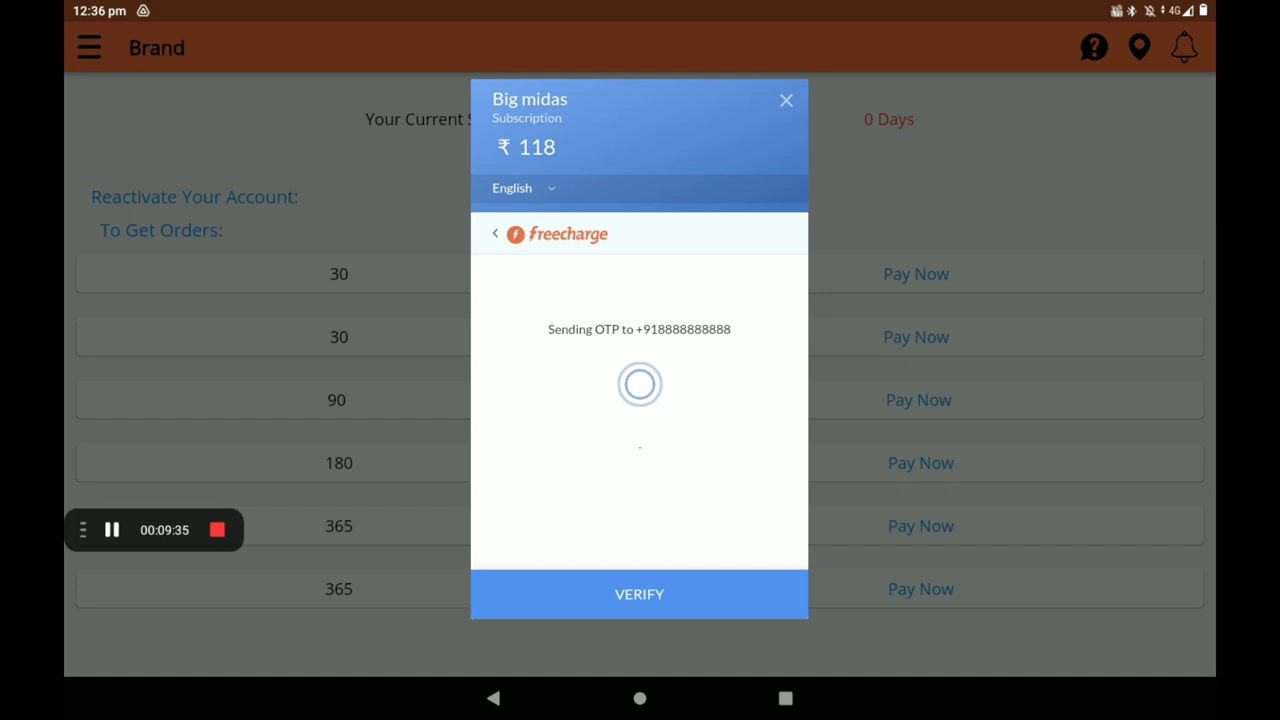 12:36 pm
4G
Brand
Big midas
Subscription
₹ 118
English
Your Current
0 Days
Reactivate Your Account:
To Get Orders:
freecharge
30 Pay Now
30 Pay Now
Sending OTP to +918888888888
90 Pay Now
180 Pay Now
00:09:35
365 Pay Now
365 Pay Now
VERIFY